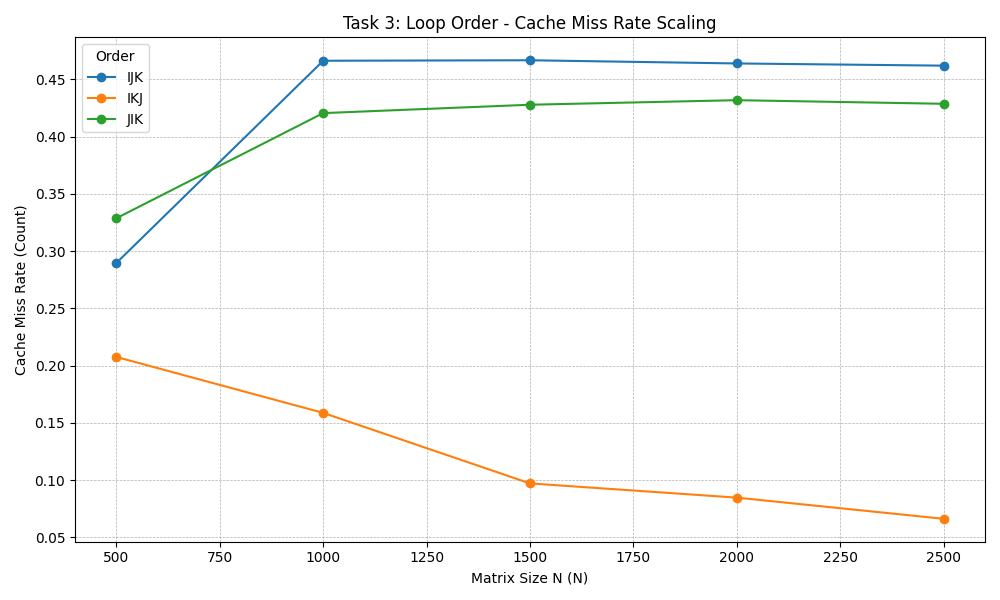 Task 3: Loop Order - Cache Miss Rate Scaling
Order
IJK
IKJ
JIK
Cache Miss Rate (Count)
0.45
0.40
0.35
0.30
0.25
0.20
0.15
0.10
0.05
500 750 1000 1250 1500 1750 2000 2250 2500
Matrix Size N (N)